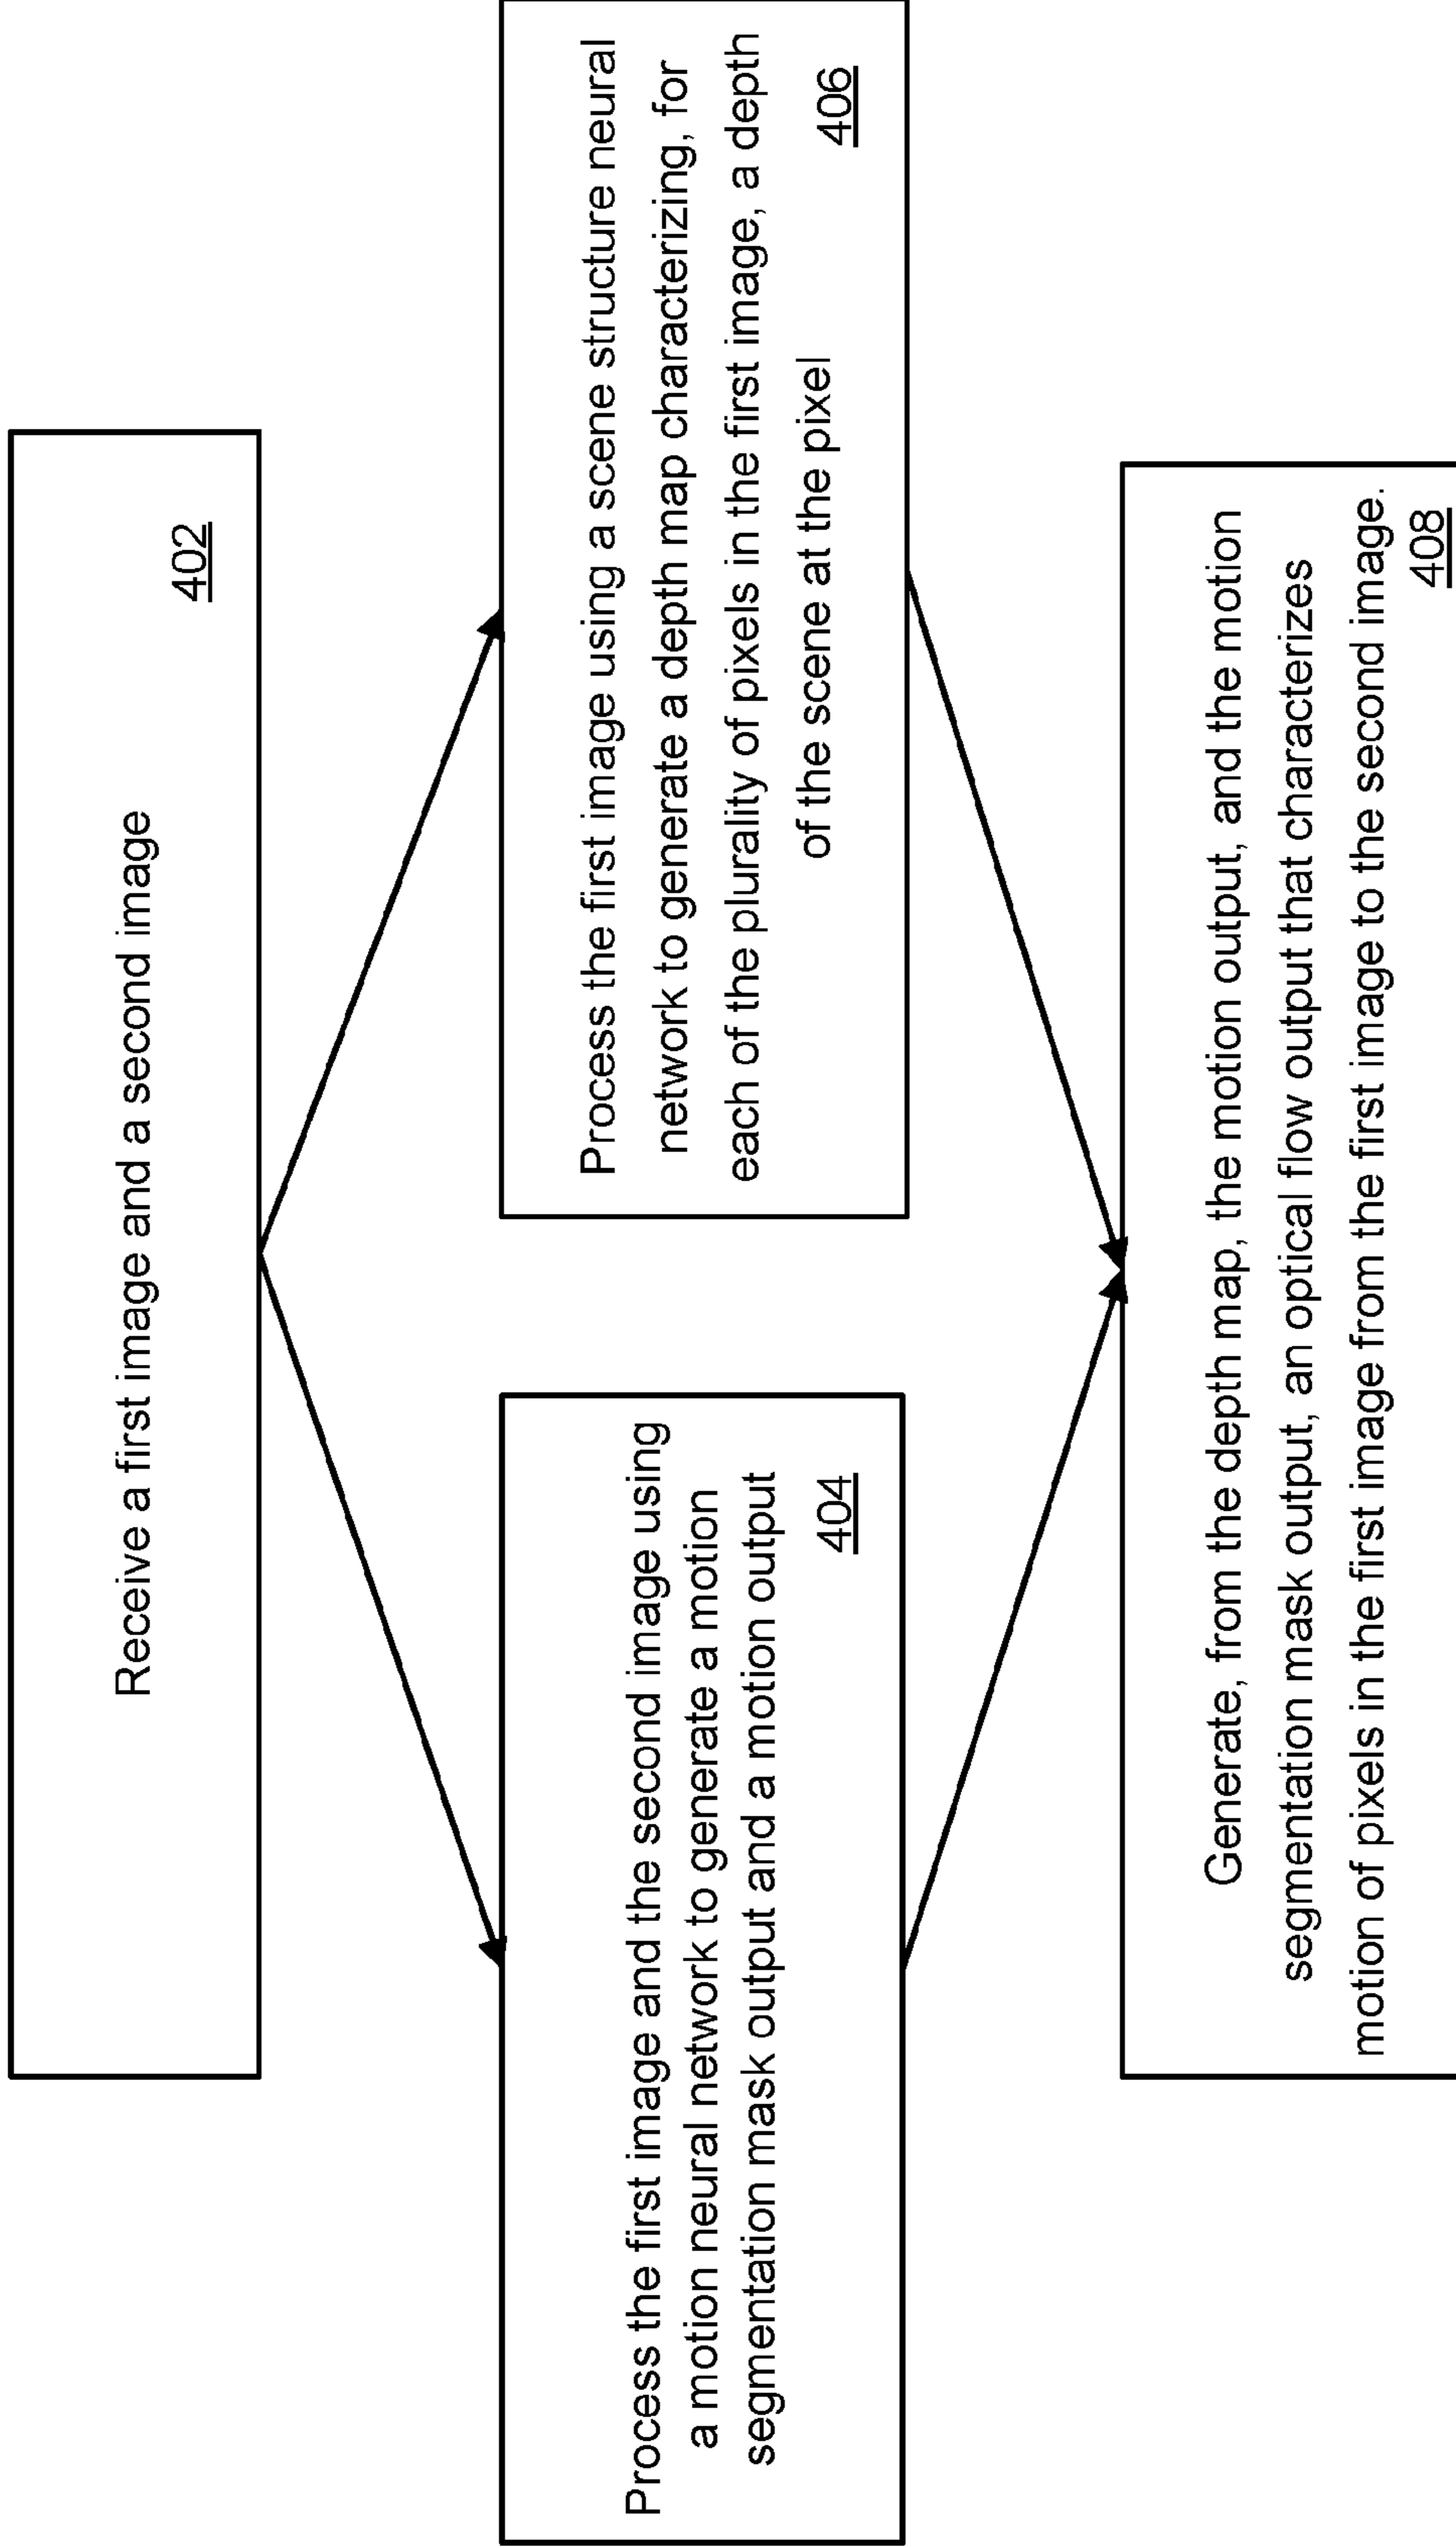 Receive a first image and a second image
402
Process the first image and the second image using
a motion neural network to generate a motion
segmentation mask output and a motion output
404
Process the first image using a scene structure neural
network to generate a depth map characterizing, for
each of the plurality of pixels in the first image, a depth
of the scene at the pixel
406
Generate, from the depth map, the motion output, and the motion
segmentation mask output, an optical flow output that characterizes
motion of pixels in the first image from the first image to the second image.
408